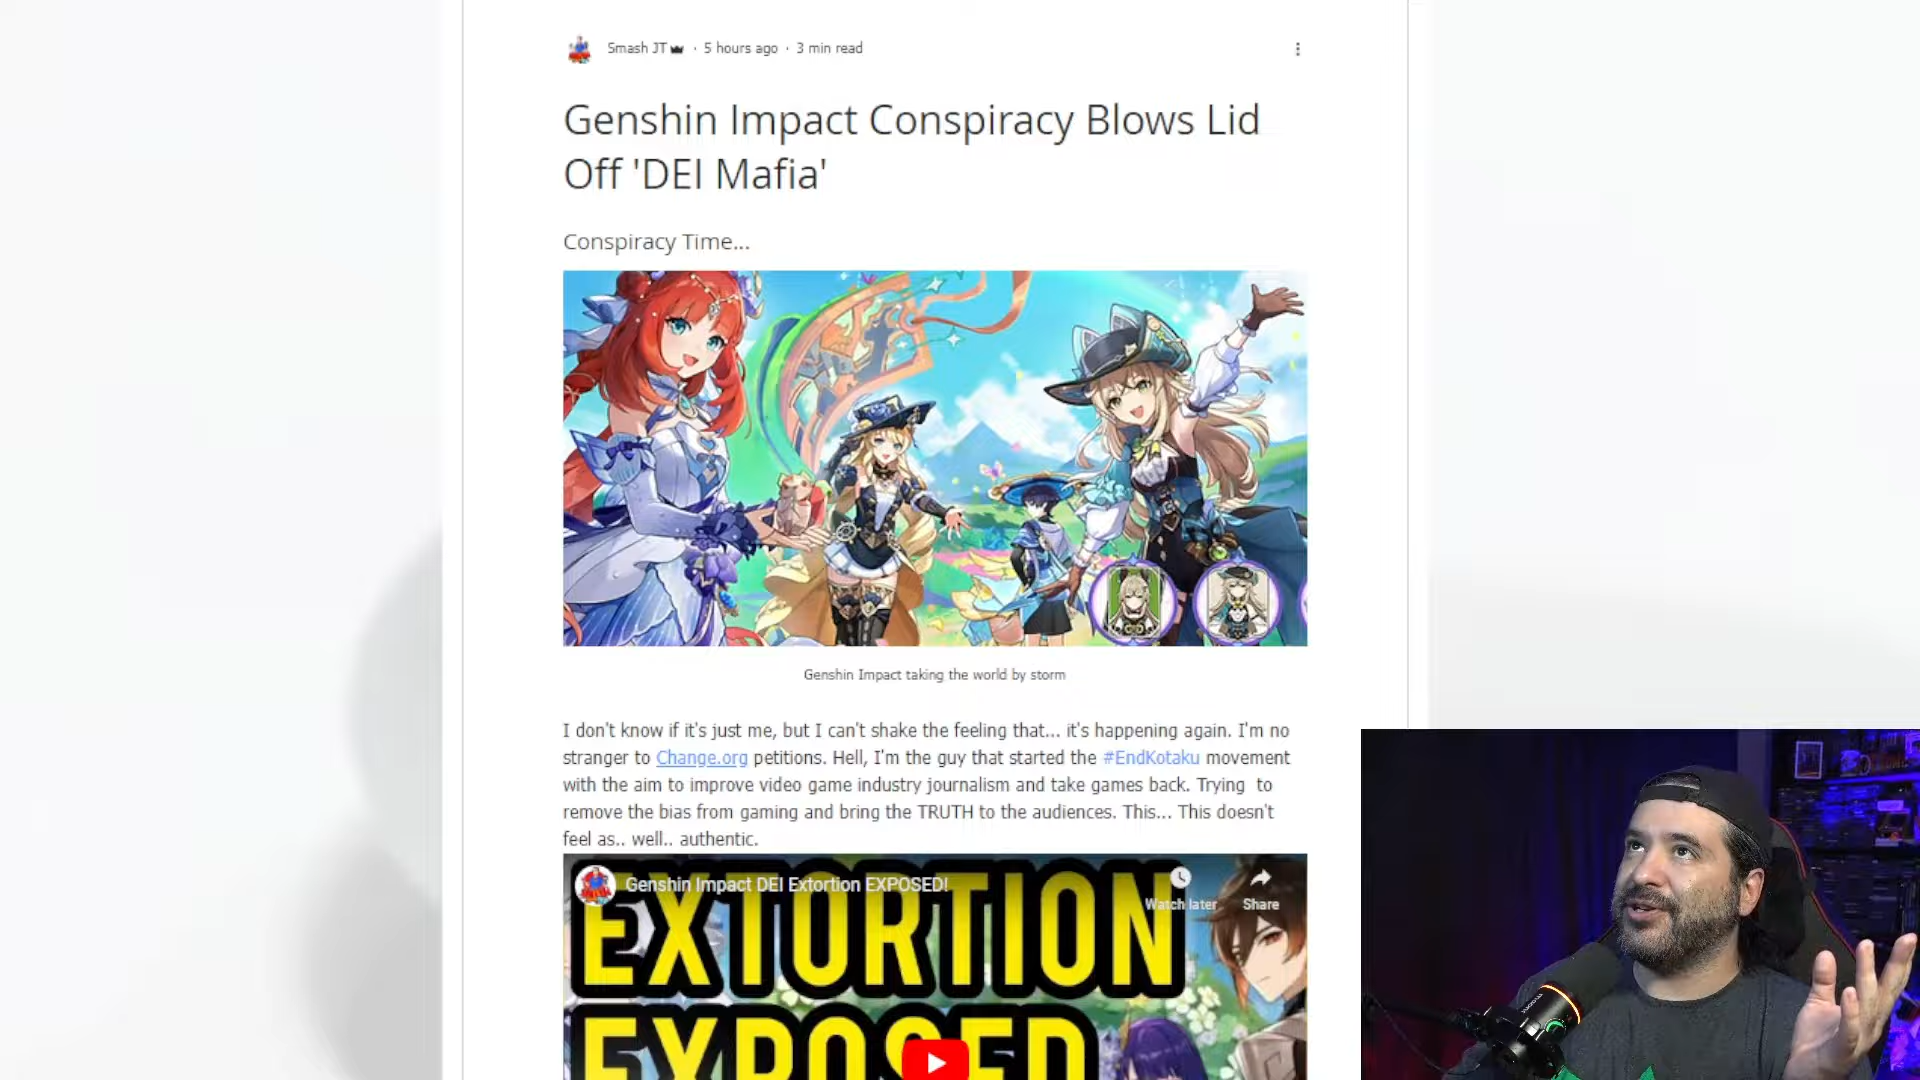 Smash JT · 5 hours ago · 3 min read
Genshin Impact Conspiracy Blows Lid
Off 'DEI Mafia'
Conspiracy Time...
Genshin Impact taking the world by storm
I don't know if it's just me, but I can't shake the feeling that... it's happening again. I'm no
stranger to Change.org petitions. Hell, I'm the guy that started the #EndKotaku movement
with the aim to improve video game industry journalism and take games back. Trying  to
remove the bias from gaming and bring the TRUTH to the audiences. This... This doesn't
feel as.. well.. authentic.
Genshin Impact DEI Extortion EXPOSED!
Watch later
Share
EXTORTION
EXPOSED